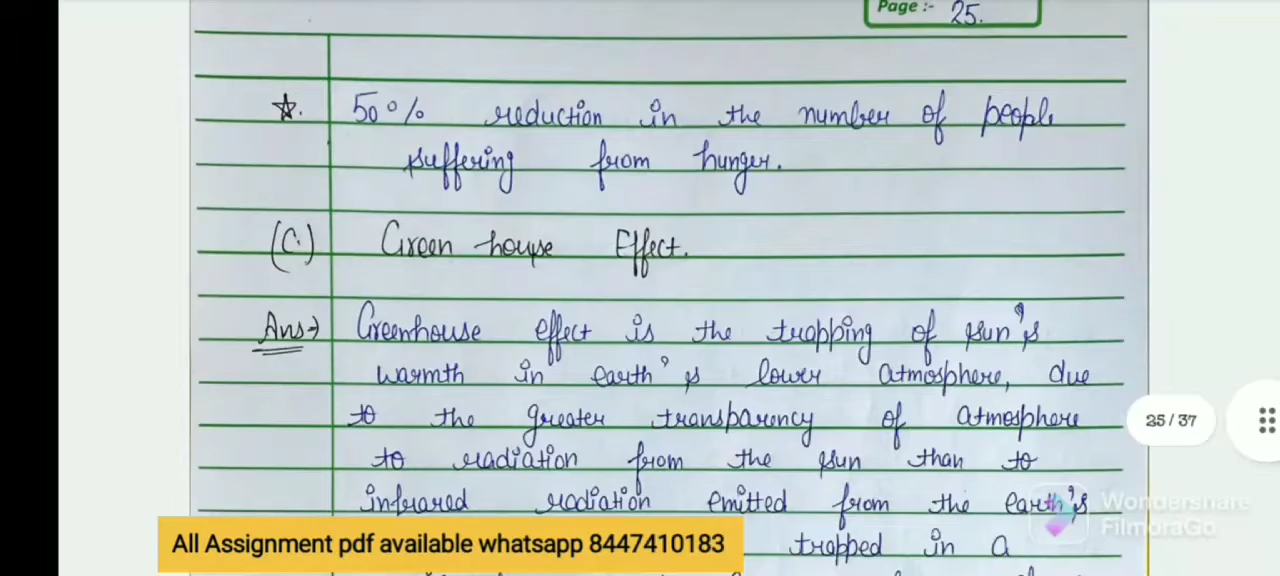 Page :- 25.
☆. 50% reduction in the number of people
suffering from hunger.
(C) Green house Effect.
Ans→ Greenhouse effect is the trapping of sun's
warmth in earth's lower atmosphere, due
to the greater transparency of atmosphere
to radiation from the sun than to
25 / 37
infrared radiation emitted from the earth's
Wondershare
FilmoraGo
All Assignment pdf available whatsapp 8447410183
trapped in a